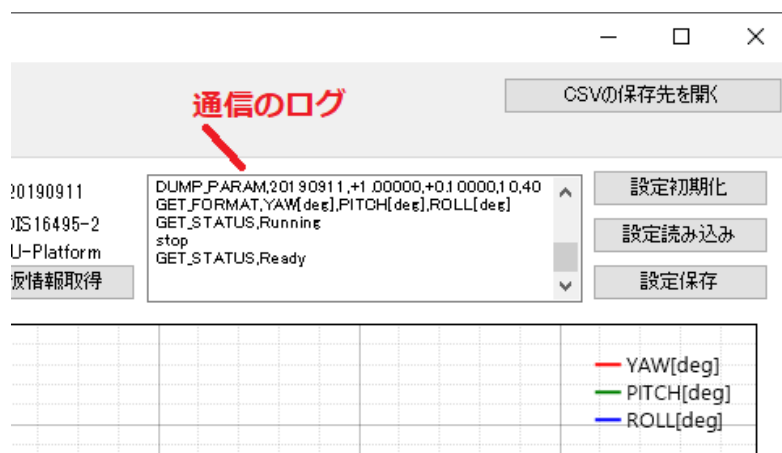 CSVの保存先を開く
通信のログ
20190911
DUMP_PARAM,20190911,+1.00000,+0.10000,10,40
GET_FORMAT,YAW[deg],PITCH[deg],ROLL[deg]
GET_STATUS,Running
stop
GET_STATUS,Ready
設定初期化
DIS16495-2
設定読み込み
U-Platform
反情報取得
設定保存
YAW[deg]
PITCH[deg]
ROLL[deg]